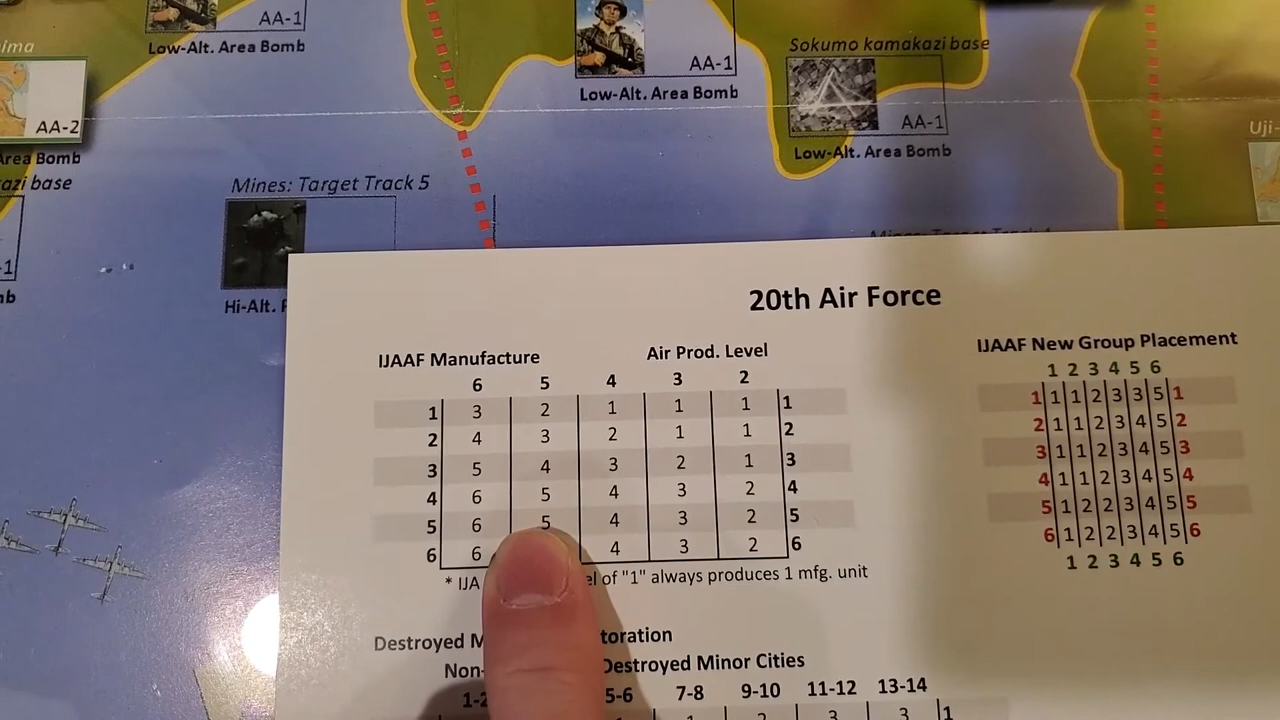 AA-1
Low-Alt. Area Bomb
AA-1
Low-Alt. Area Bomb
Sokumo kamakazi base
AA-1
Low-Alt. Area Bomb
AA-2
Area Bomb
base
Mines: Target Track 5
Hi-Alt.
20th Air Force
IJAAF Manufacture Air Prod. Level
6 5 4 3 2
1 3 2 1 1 1 1
2 4 3 2 1 1 2
3 5 4 3 2 1 3
4 6 5 4 3 2 4
5 6 5 4 3 2 5
6 6 4 3 2 6
* IJA of "1" always produces 1 mfg. unit
IJAAF New Group Placement
1 2 3 4 5 6
1 1 1 2 3 3 5 1
2 1 1 2 3 4 5 2
3 1 1 2 3 4 5 3
4 1 1 2 3 4 5 4
5 1 2 2 3 4 5 5
6 1 2 2 3 4 5 6
1 2 3 4 5 6
Destroyed
Destroyed Minor Cities
5-6 7-8 9-10 11-12 13-14
1